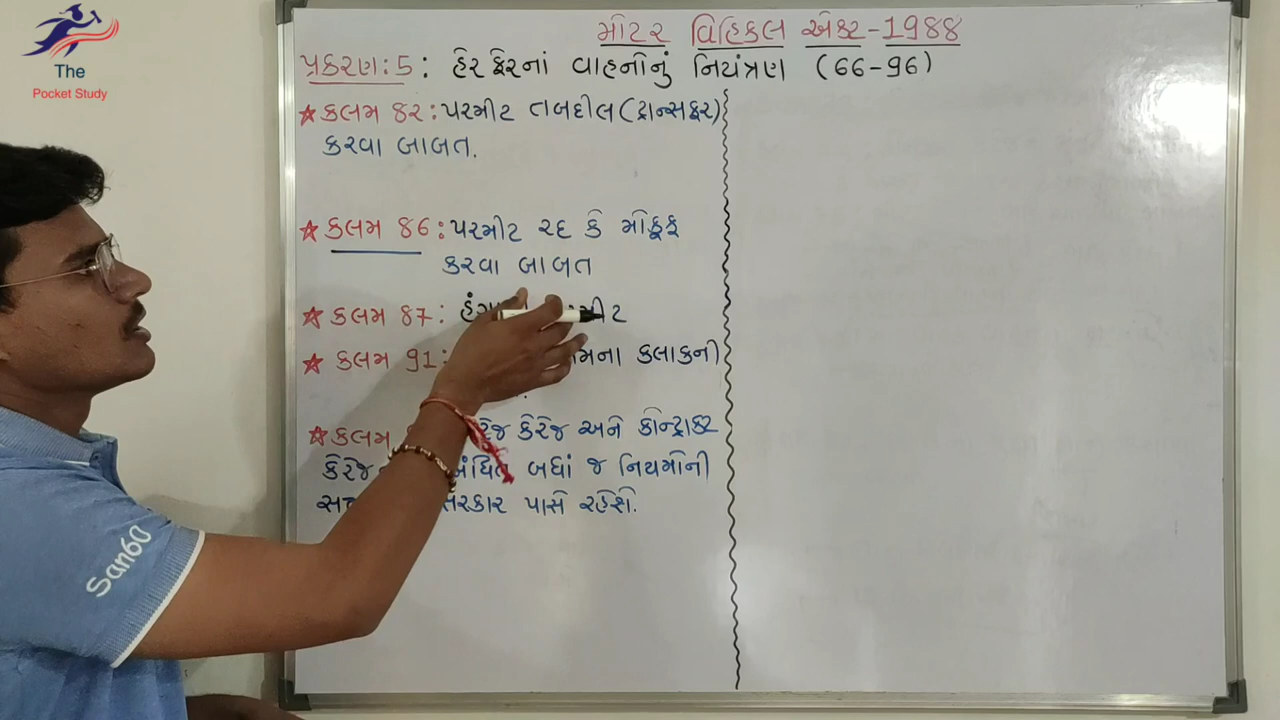 The
Pocket Study
મોટર વિહિકલ એક્ટ-1988
પ્રકરણ:5: હેરફેરનાં વાહનોનું નિયંત્રણ (66-96)
★ કલમ 82: પરમીટ તબદીલ(ટ્રાન્સફર)
કરવા બાબત.
★ કલમ 86: પરમીટ રદ કે મોકૂફ
કરવા બાબત
★ કલમ 87:
★ કલમ 91: કલાકની
★ કલમ કેરેજ અને કોન્ટ્રાક્ટ
કેરેજ બધાં જ નિયમોની
સરકાર પાસે રહેશે.
San60